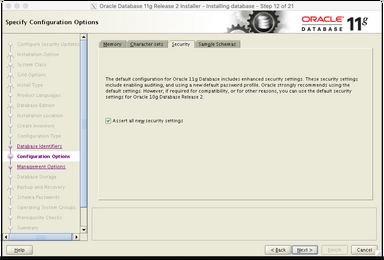 Oracle Database 11g Release 2 Installer - Installing database - Step 12 of 21
Specify Configuration Options
ORACLE
DATABASE 11g
Configure Security Updates
Installation Option
System Class
Grid Options
Install Type
Product Languages
Database Edition
Installation Location
Create Inventory
Configuration Type
Database Identifiers
Configuration Options
Management Options
Database Storage
Backup and Recovery
Schema Passwords
Operating System Groups
Prerequisite Checks
Summary
Memory Character sets Security Sample Schemas
The default configuration for Oracle 11g Database includes enhanced security settings. These security settings
include enabling auditing, and using a new default password profile. Oracle strongly recommends using the
default settings. However, if required for compatibility, or for other reasons, you can use the default security
settings for Oracle 10g Database Release 2.
Assert all new security settings
Help < Back Next > Finish Cancel